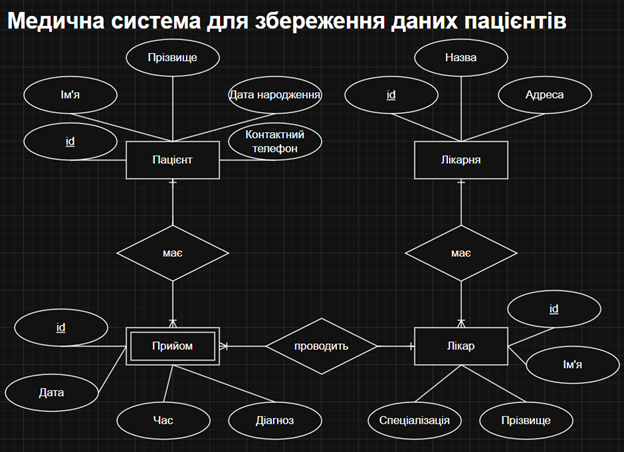 Медична система для збереження даних пацієнтів
Прізвище
Назва
Ім'я
Дата народження
id
Адреса
id
Контактний
телефон
Пацієнт
Лікарня
має
має
id
id
Прийом
проводить
Лікар
Ім'я
Дата
Час
Діагноз
Спеціалізація
Прізвище